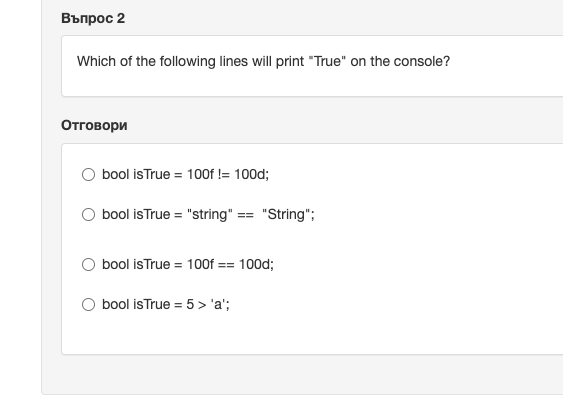 Въпрос 2
Which of the following lines will print "True" on the console?
Отговори
bool isTrue = 100f != 100d;
bool isTrue = "string" == "String";
bool isTrue = 100f == 100d;
bool isTrue = 5 > 'a';